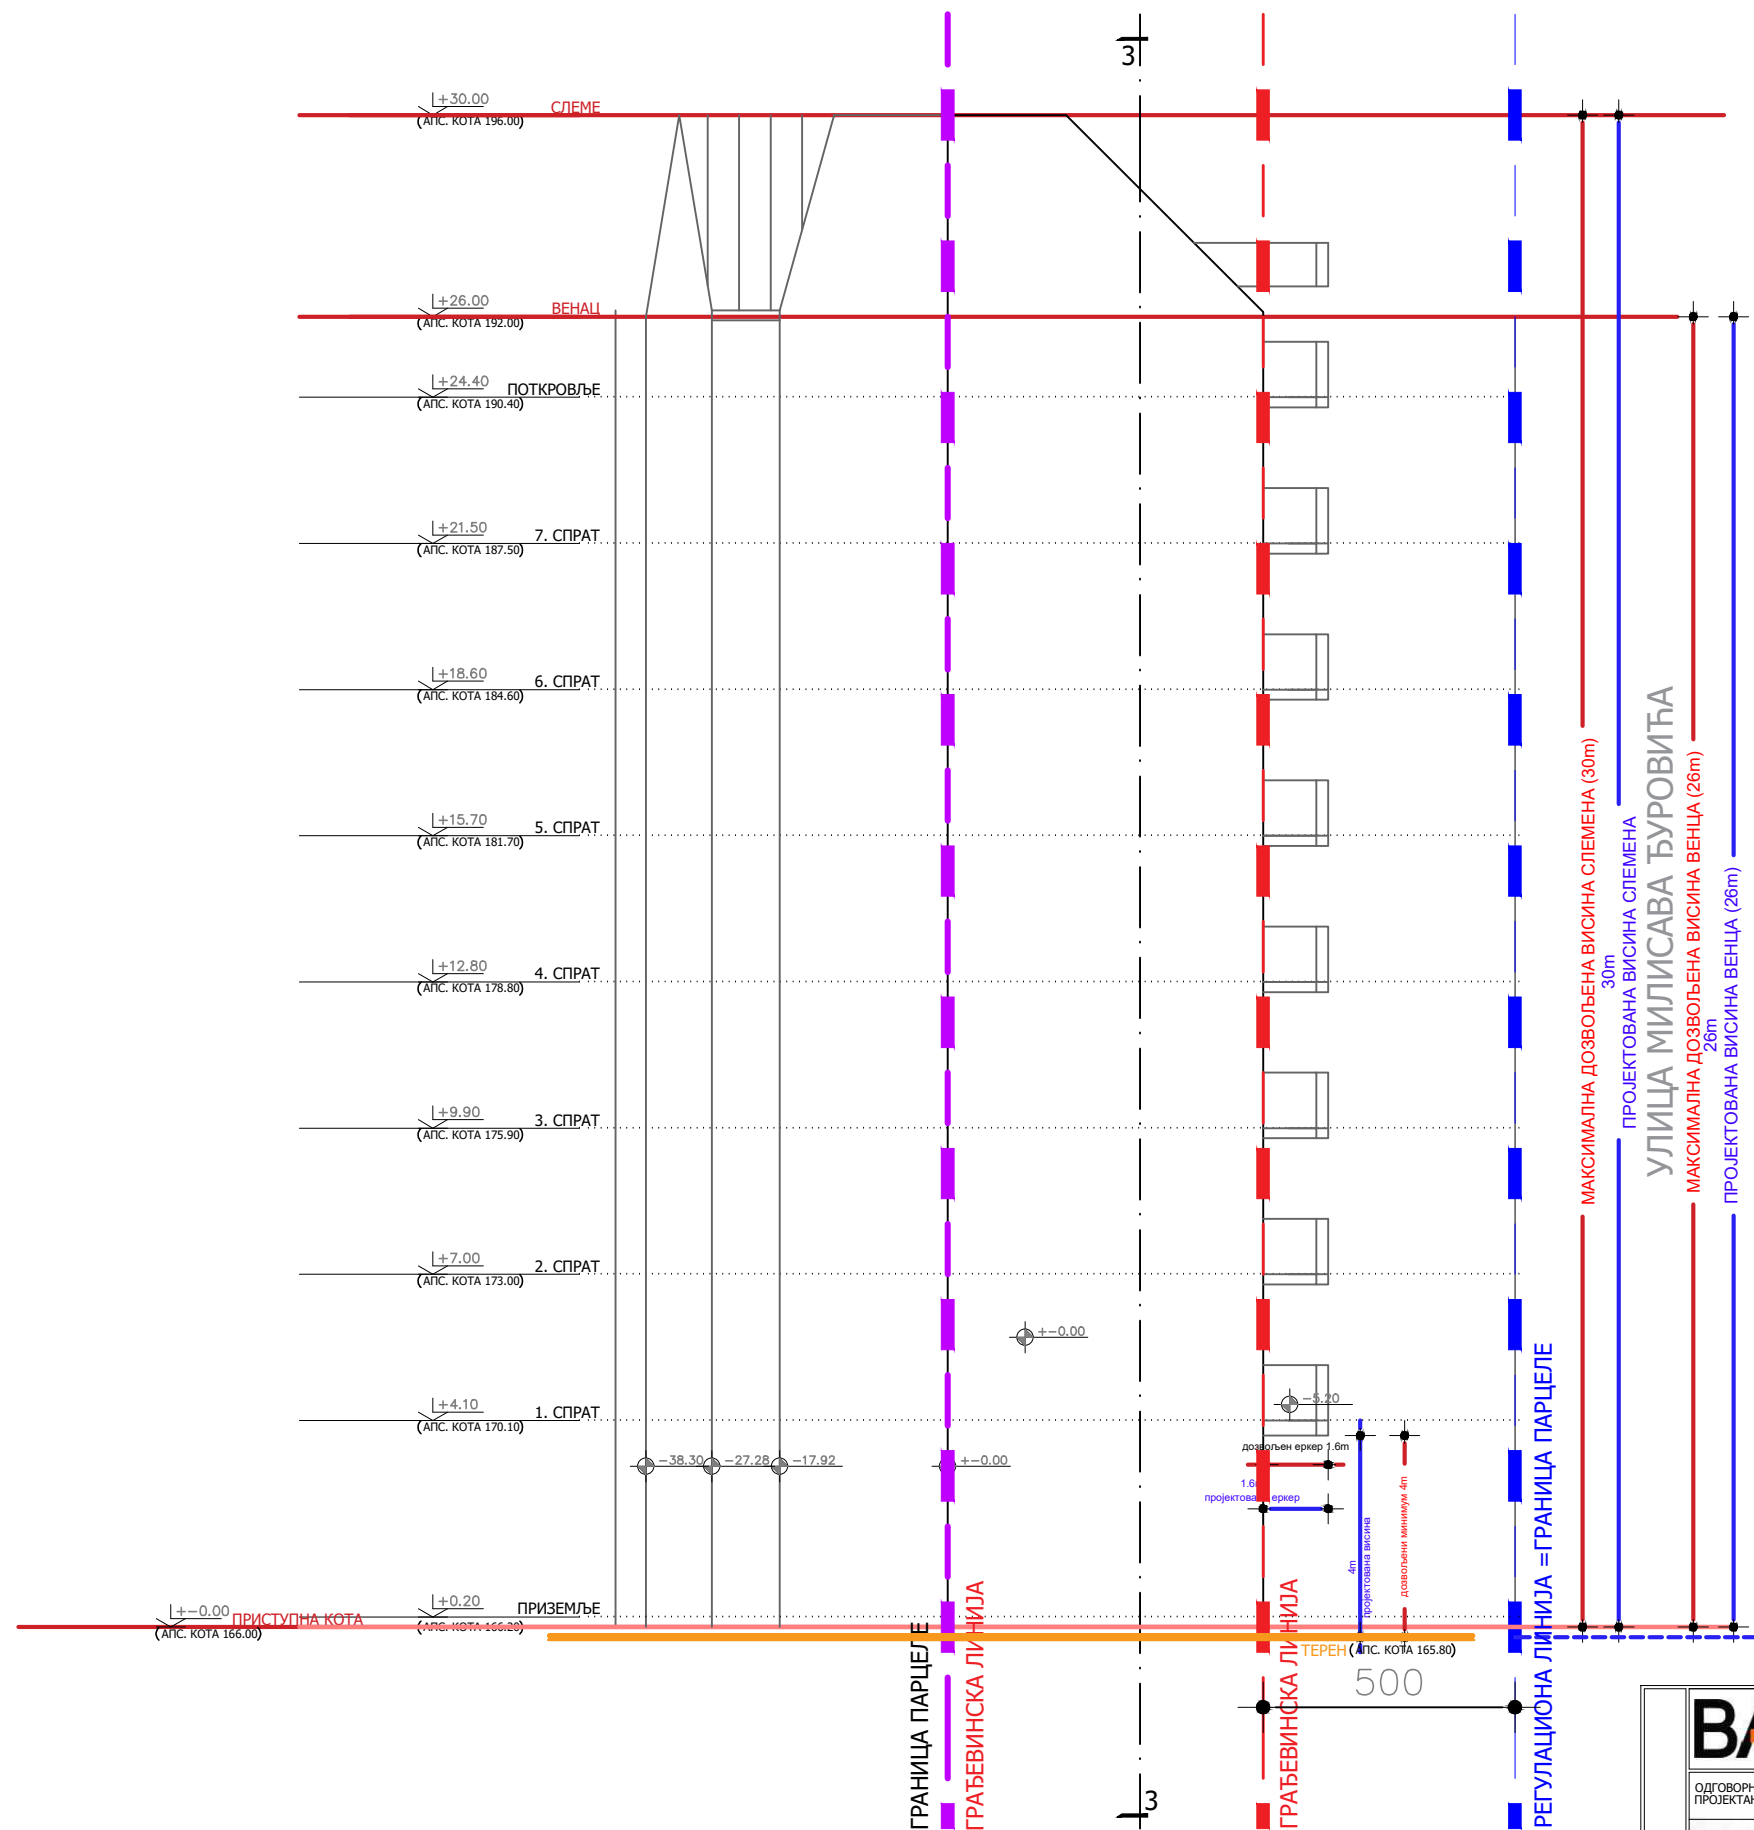 3
+30.00
СЛЕМЕ
(АПС. КОТА 196.00)
+26.00
ВЕНАЦ
(АПС. КОТА 192.00)
+24.40
ПОТКРОВЉЕ
(АПС. КОТА 190.40)
+21.50
7. СПРАТ
(АПС. КОТА 187.50)
+18.60
6. СПРАТ
(АПС. КОТА 184.60)
+15.70
5. СПРАТ
(АПС. КОТА 181.70)
+12.80
4. СПРАТ
(АПС. КОТА 178.80)
+9.90
3. СПРАТ
(АПС. КОТА 175.90)
+7.00
2. СПРАТ
(АПС. КОТА 173.00)
+-0.00
+4.10
1. СПРАТ
(АПС. КОТА 170.10)
-5.20
дозвољен еркер 1.6m
-38.30
-27.28
-17.92
+-0.00
пројектован еркер
4m
пројектована висина
дозвољени минимум 4m
+-0.00
ПРИСТУПНА КОТА
(АПС. КОТА 166.00)
+0.20
ПРИЗЕМЉЕ
(АПС. КОТА 166.20)
ТЕРЕН (АПС. КОТА 165.80)
500
ГРАНИЦА ПАРЦЕЛЕ
ГРАЂЕВИНСКА ЛИНИЈА
3
ГРАЂЕВИНСКА ЛИНИЈА
РЕГУЛАЦИОНА ЛИНИЈА =ГРАНИЦА ПАРЦЕЛЕ
МАКСИМАЛНА ДОЗВОЉЕНА ВИСИНА СЛЕМЕНА (30m)
30m
ПРОЈЕКТОВАНА ВИСИНА СЛЕМЕНА
УЛИЦА МИЛИСАВА ЂУРОВИЋА
МАКСИМАЛНА ДОЗВОЉЕНА ВИСИНА ВЕНЦА (26m)
26m
ПРОЈЕКТОВАНА ВИСИНА ВЕНЦА (26m)